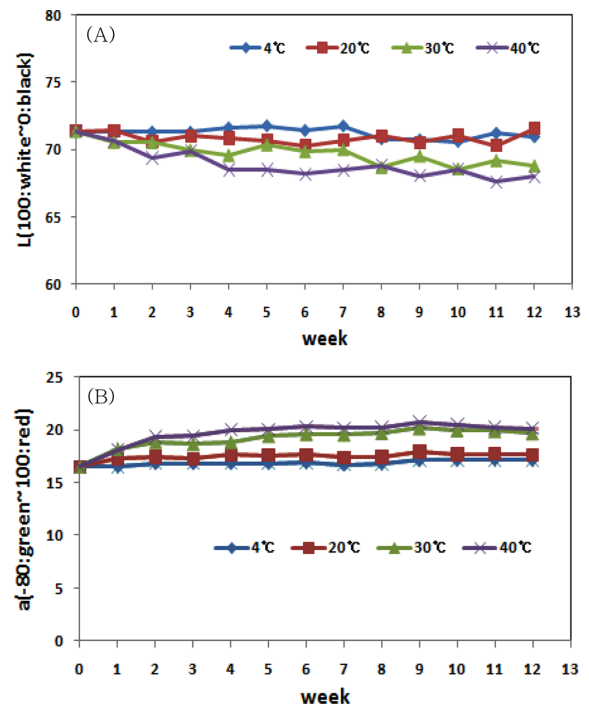 (A)
4℃ 20℃ 30℃ 40℃
80
75
70
65
60
L(100:white~0:black)
0 1 2 3 4 5 6 7 8 9 10 11 12 13
week
(B)
25
20
15
10
5
0
a(-80:green~100:red)
4℃ 20℃ 30℃ 40℃
0 1 2 3 4 5 6 7 8 9 10 11 12 13
week